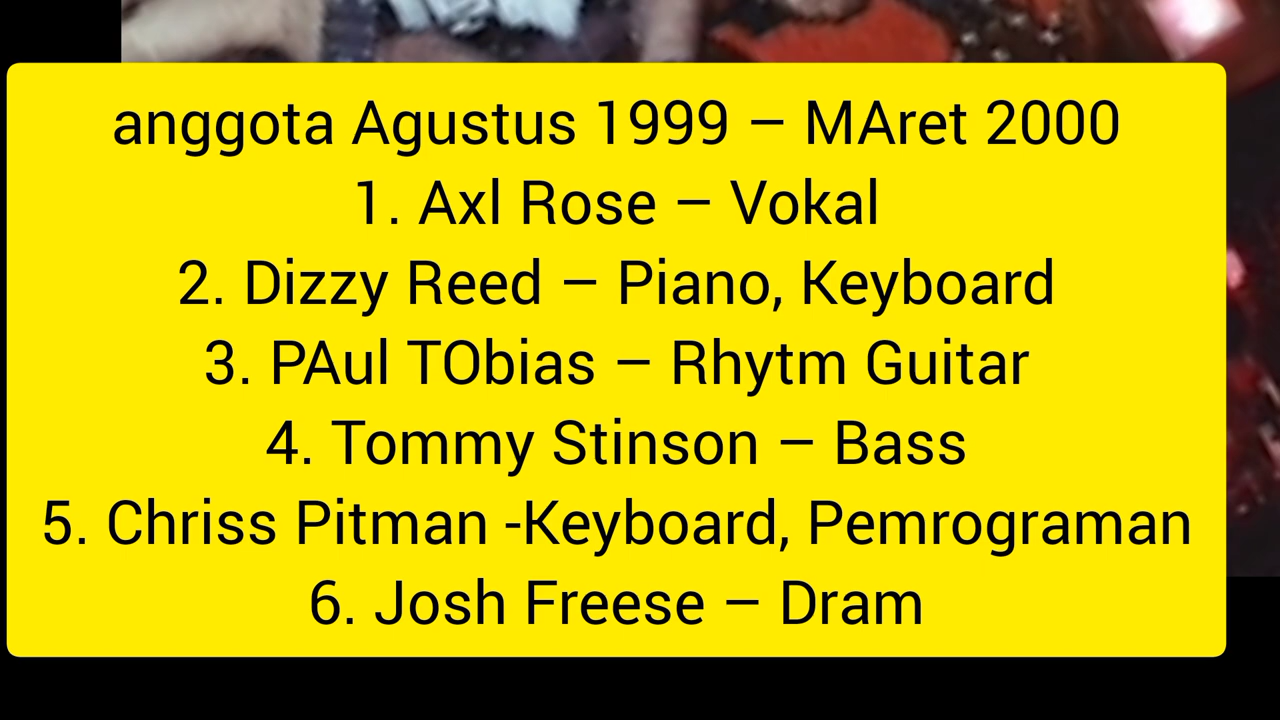 anggota Agustus 1999 – MAret 2000
1. Axl Rose – Vokal
2. Dizzy Reed – Piano, Keyboard
3. PAul TObias – Rhytm Guitar
4. Tommy Stinson – Bass
5. Chriss Pitman -Keyboard, Pemrograman
6. Josh Freese – Dram